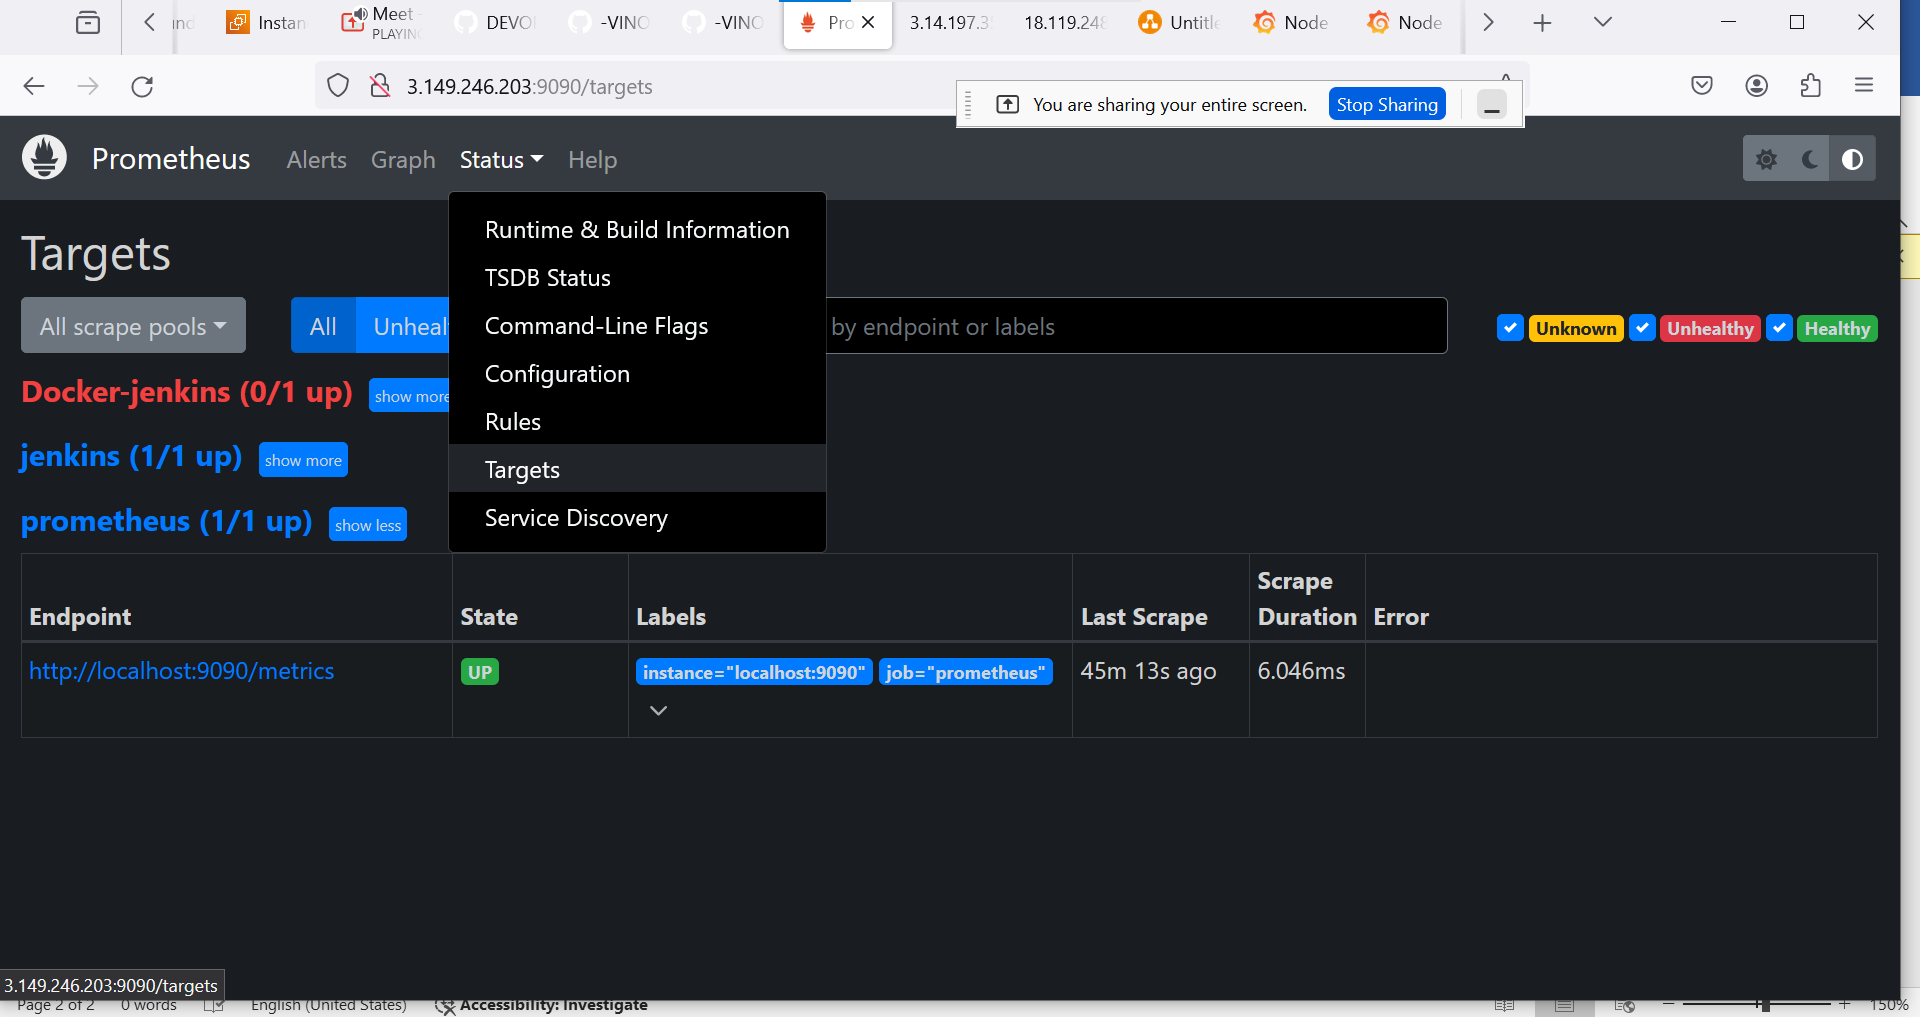 Instan
Meet
PLAYING
DEVO
-VINO
-VINO
Pro
3.14.197.3
18.119.248
Untitle
Node
Node
3.149.246.203:9090/targets
You are sharing your entire screen.
Stop Sharing
Prometheus
Alerts
Graph
Status
Help
Runtime & Build Information
TSDB Status
Command-Line Flags
Configuration
Rules
Targets
Service Discovery
Targets
All scrape pools
All
Unheal
by endpoint or labels
Unknown
Unhealthy
Healthy
Docker-jenkins (0/1 up)
show more
jenkins (1/1 up)
show more
prometheus (1/1 up)
show less
Endpoint
State
Labels
Last Scrape
Scrape
Duration
Error
http://localhost:9090/metrics
UP
instance="localhost:9090"
job="prometheus"
45m 13s ago
6.046ms
3.149.246.203:9090/targets
Page 2 of 2
0 words
English (United States)
Accessibility: Investigate
150%